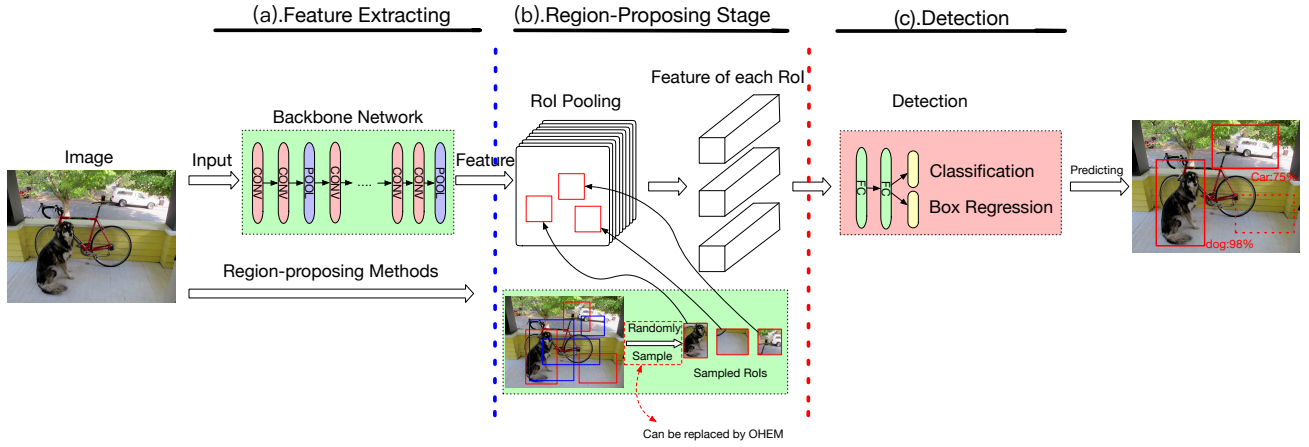 (a).Feature Extracting
(b).Region-Proposing Stage
(c).Detection
Image
Input
Backbone Network
CONV
CONV
POOL
CONV
....
CONV
CONV
POOL
Feature
Region-proposing Methods
RoI Pooling
Feature of each RoI
Randomly
Sample
Sampled RoIs
Can be replaced by OHEM
Detection
FC
FC
Classification
Box Regression
Predicting
Car:75%
dog:98%